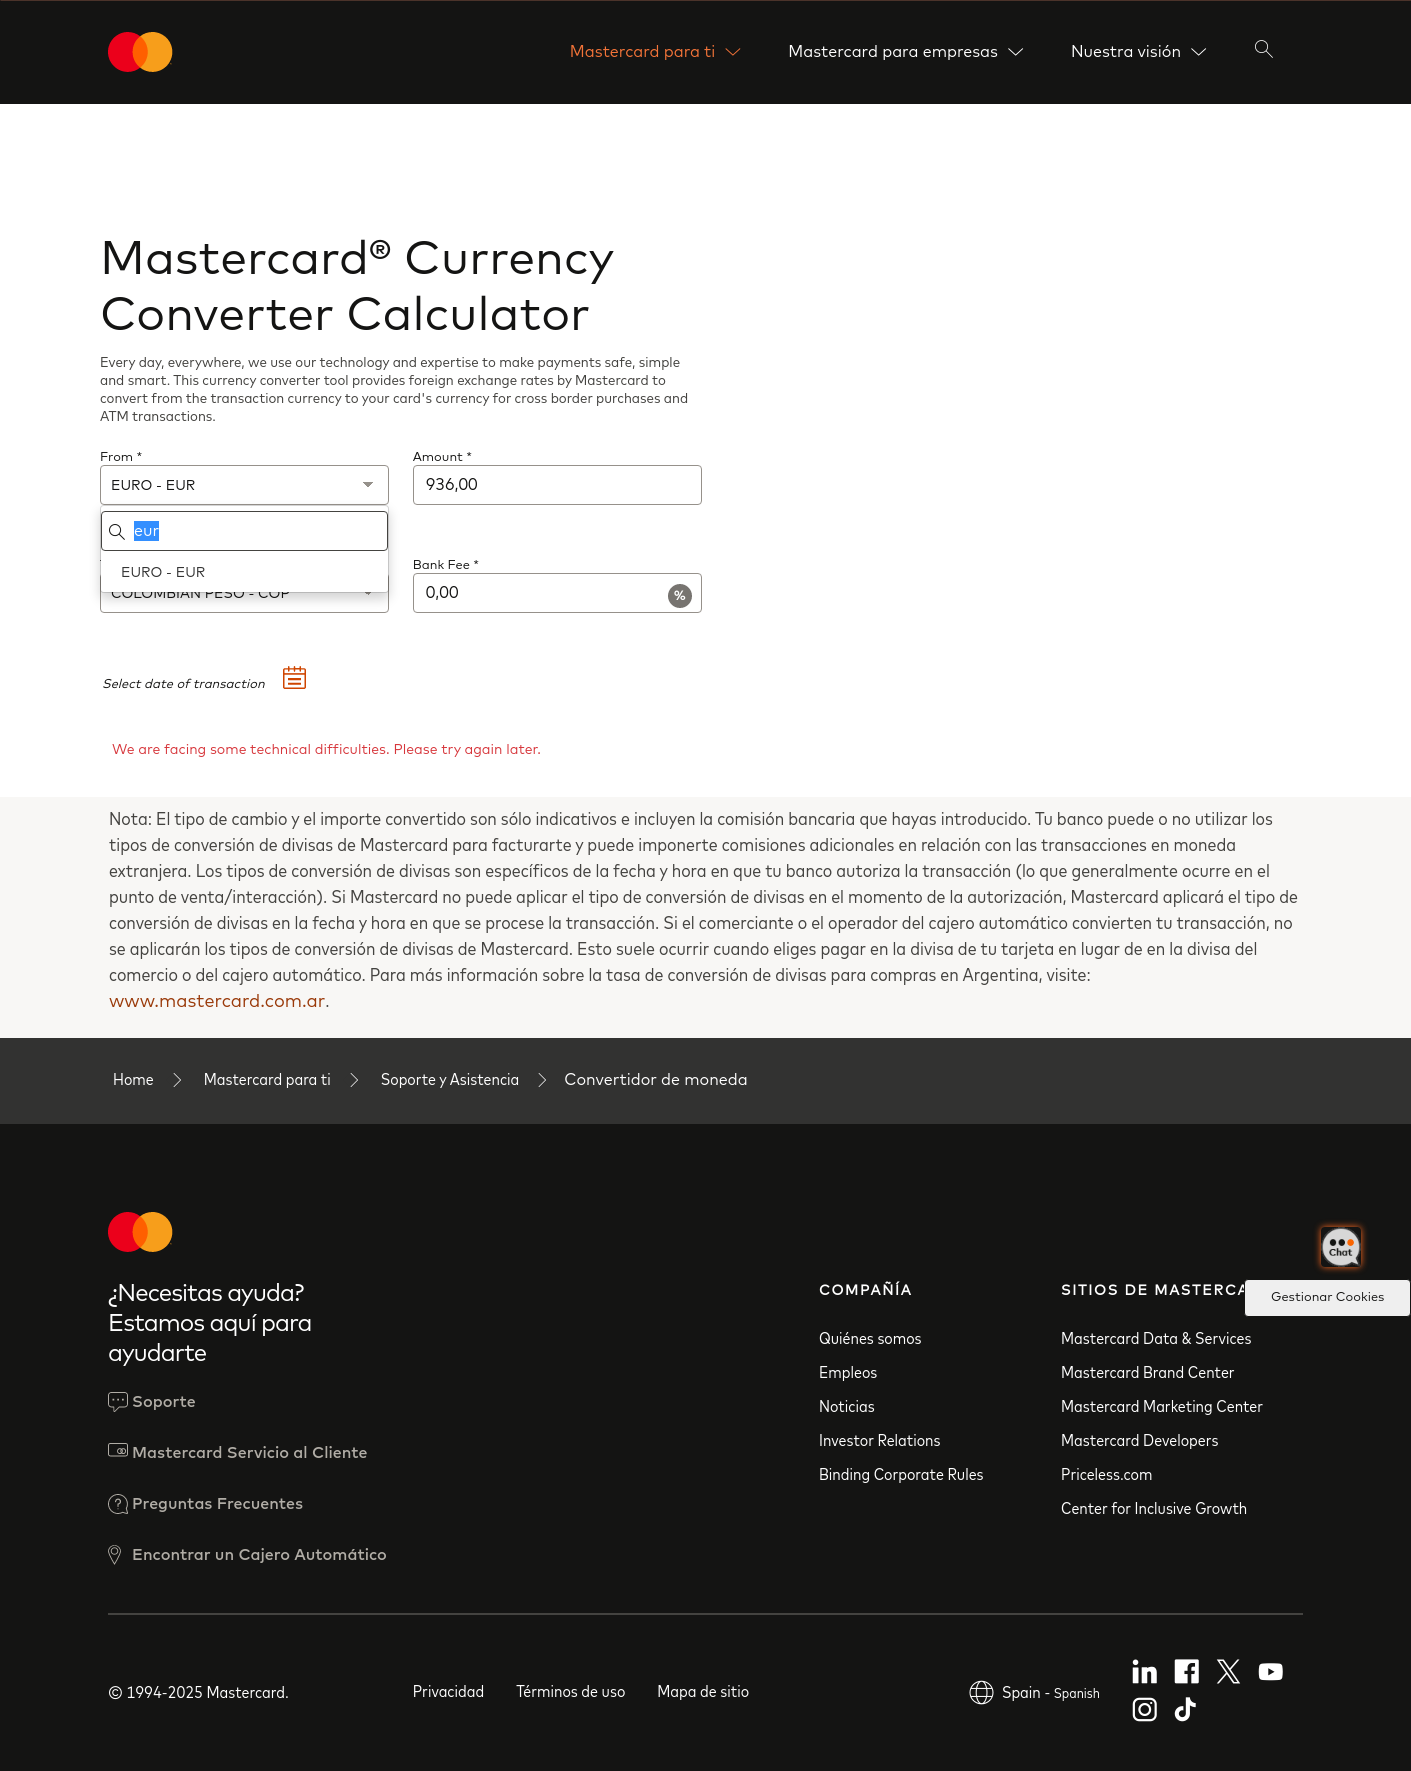 Mastercard para ti
Mastercard para empresas
Nuestra visión
Mastercard® Currency
Converter Calculator
Every day, everywhere, we use our technology and expertise to make payments safe, simple
and smart. This currency converter tool provides foreign exchange rates by Mastercard to
convert from the transaction currency to your card's currency for cross border purchases and
ATM transactions.
From *
Amount *
EURO - EUR
936,00
eur
EURO - EUR
Bank Fee *
COLOMBIAN PESO - COP
0,00
%
Select date of transaction
We are facing some technical difficulties. Please try again later.
Nota: El tipo de cambio y el importe convertido son sólo indicativos e incluyen la comisión bancaria que hayas introducido. Tu banco puede o no utilizar los
tipos de conversión de divisas de Mastercard para facturarte y puede imponerte comisiones adicionales en relación con las transacciones en moneda
extranjera. Los tipos de conversión de divisas son específicos de la fecha y hora en que tu banco autoriza la transacción (lo que generalmente ocurre en el
punto de venta/interacción). Si Mastercard no puede aplicar el tipo de conversión de divisas en el momento de la autorización, Mastercard aplicará el tipo de
conversión de divisas en la fecha y hora en que se procese la transacción. Si el comerciante o el operador del cajero automático convierten tu transacción, no
se aplicarán los tipos de conversión de divisas de Mastercard. Esto suele ocurrir cuando eliges pagar en la divisa de tu tarjeta en lugar de en la divisa del
comercio o del cajero automático. Para más información sobre la tasa de conversión de divisas para compras en Argentina, visite:
www.mastercard.com.ar.
Home
Mastercard para ti
Soporte y Asistencia
Convertidor de moneda
¿Necesitas ayuda?
Estamos aquí para
ayudarte
Soporte
Mastercard Servicio al Cliente
Preguntas Frecuentes
Encontrar un Cajero Automático
COMPAÑÍA
Quiénes somos
Empleos
Noticias
Investor Relations
Binding Corporate Rules
SITIOS DE MASTERCA
Mastercard Data & Services
Mastercard Brand Center
Mastercard Marketing Center
Mastercard Developers
Priceless.com
Center for Inclusive Growth
Chat
Gestionar Cookies
© 1994-2025 Mastercard.
Privacidad
Términos de uso
Mapa de sitio
Spain - Spanish